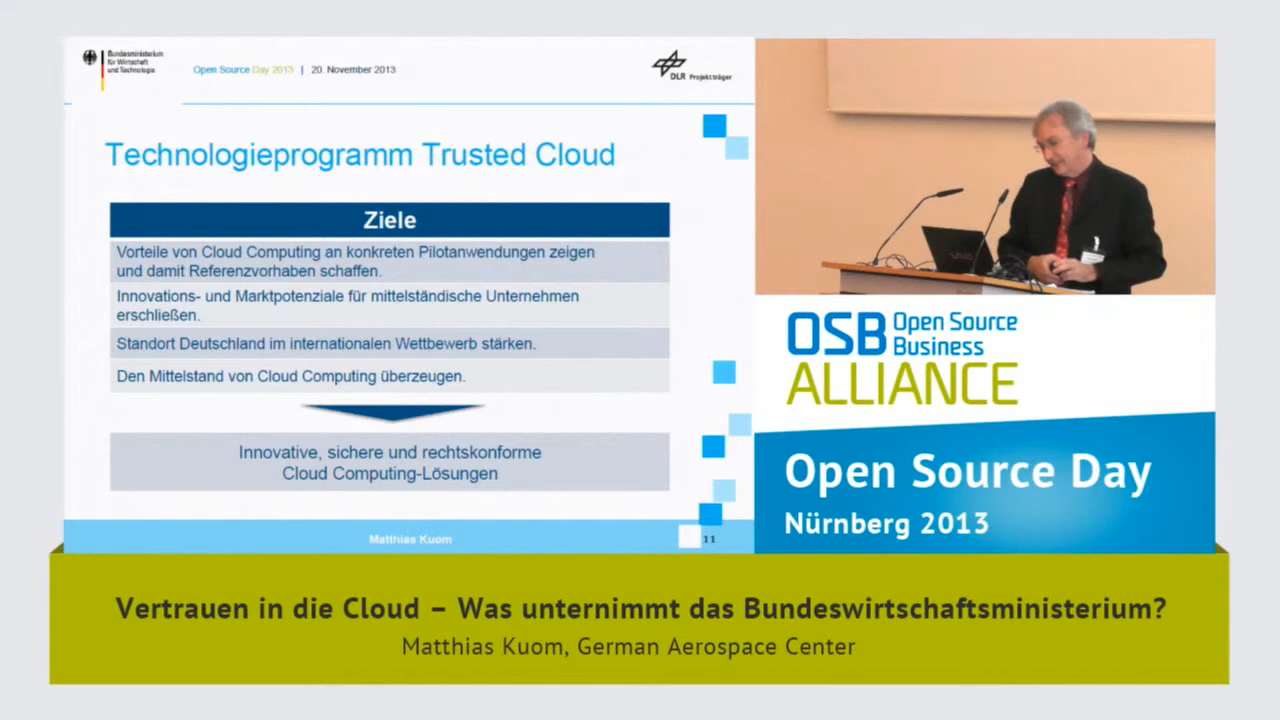 Bundesministerium
für Wirtschaft
und Technologie
Open Source Day 2013 | 20. November 2013
DLR Projektträger
Technologieprogramm Trusted Cloud
Ziele
Vorteile von Cloud Computing an konkreten Pilotanwendungen zeigen
und damit Referenzvorhaben schaffen.
Innovations- und Marktpotenziale für mittelständische Unternehmen
erschließen.
Standort Deutschland im internationalen Wettbewerb stärken.
Den Mittelstand von Cloud Computing überzeugen.
Innovative, sichere und rechtskonforme
Cloud Computing-Lösungen
Matthias Kuom
11
OSB Open Source
Business
ALLIANCE
Open Source Day
Nürnberg 2013
Vertrauen in die Cloud – Was unternimmt das Bundeswirtschaftsministerium?
Matthias Kuom, German Aerospace Center